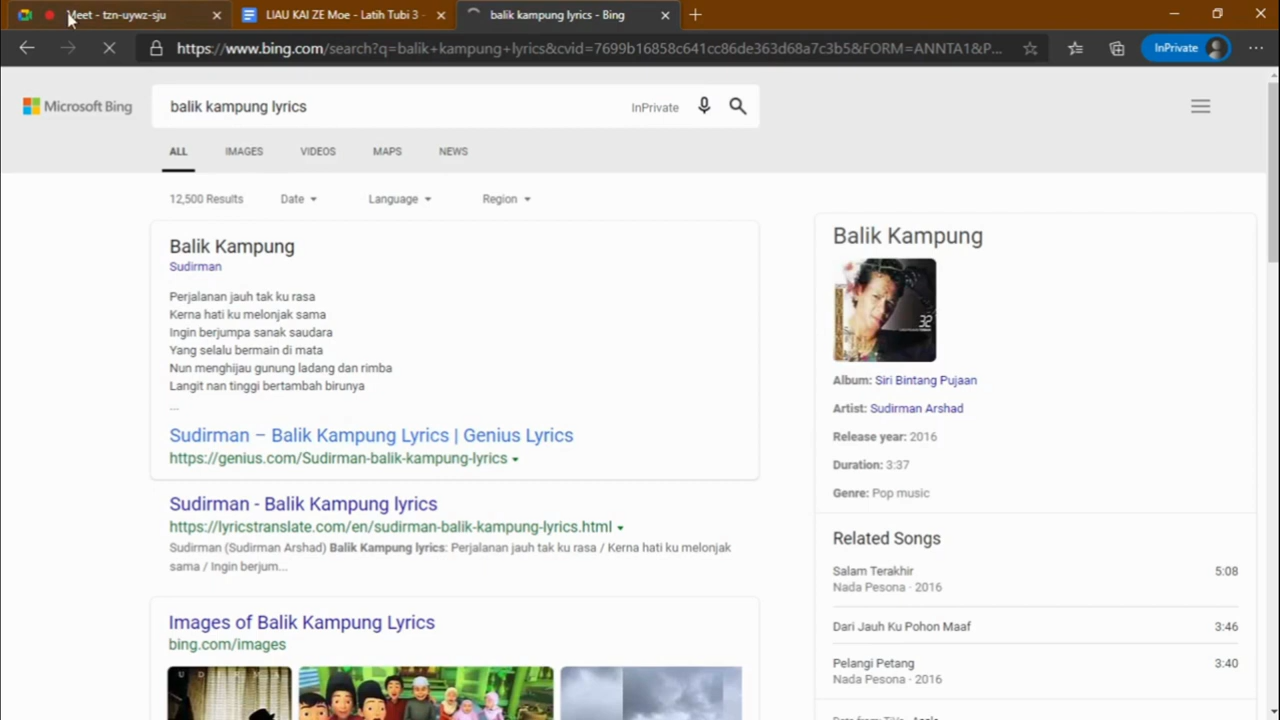 Meet - tzn-uywz-sju
LIAU KAI ZE Moe - Latih Tubi 3 -
balik kampung lyrics - Bing
https://www.bing.com/search?q=balik+kampung+lyrics&cvid=7699b16858c641cc86de363d68a7c3b5&FORM=ANNTA1&P...
InPrivate
Microsoft Bing
balik kampung lyrics
InPrivate
ALL
IMAGES
VIDEOS
MAPS
NEWS
12,500 Results
Date
Language
Region
Balik Kampung
Sudirman
Perjalanan jauh tak ku rasa
Kerna hati ku melonjak sama
Ingin berjumpa sanak saudara
Yang selalu bermain di mata
Nun menghijau gunung ladang dan rimba
Langit nan tinggi bertambah birunya
...
Sudirman – Balik Kampung Lyrics | Genius Lyrics
https://genius.com/Sudirman-balik-kampung-lyrics
Sudirman - Balik Kampung lyrics
https://lyricstranslate.com/en/sudirman-balik-kampung-lyrics.html
Sudirman (Sudirman Arshad) Balik Kampung lyrics: Perjalanan jauh tak ku rasa / Kerna hati ku melonjak
sama / Ingin berjum...
Images of Balik Kampung Lyrics
bing.com/images
Balik Kampung
32
Album: Siri Bintang Pujaan
Artist: Sudirman Arshad
Release year: 2016
Duration: 3:37
Genre: Pop music
Related Songs
Salam Terakhir
5:08
Nada Pesona · 2016
Dari Jauh Ku Pohon Maaf
3:46
Pelangi Petang
3:40
Nada Pesona · 2016